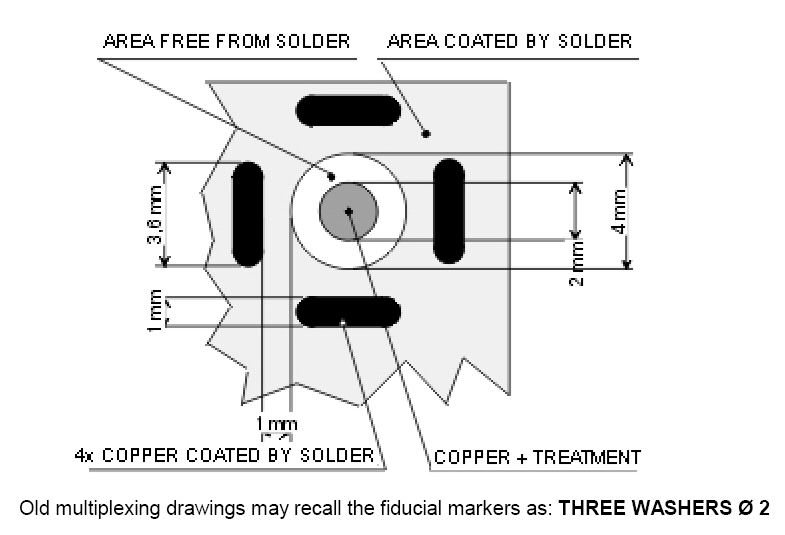 AREA FREE FROM SOLDER
AREA COATED BY SOLDER
3,6 mm
4 mm
2 mm
1 mm
1 mm
4x COPPER COATED BY SOLDER
COPPER + TREATMENT
Old multiplexing drawings may recall the fiducial markers as: THREE WASHERS Ø 2